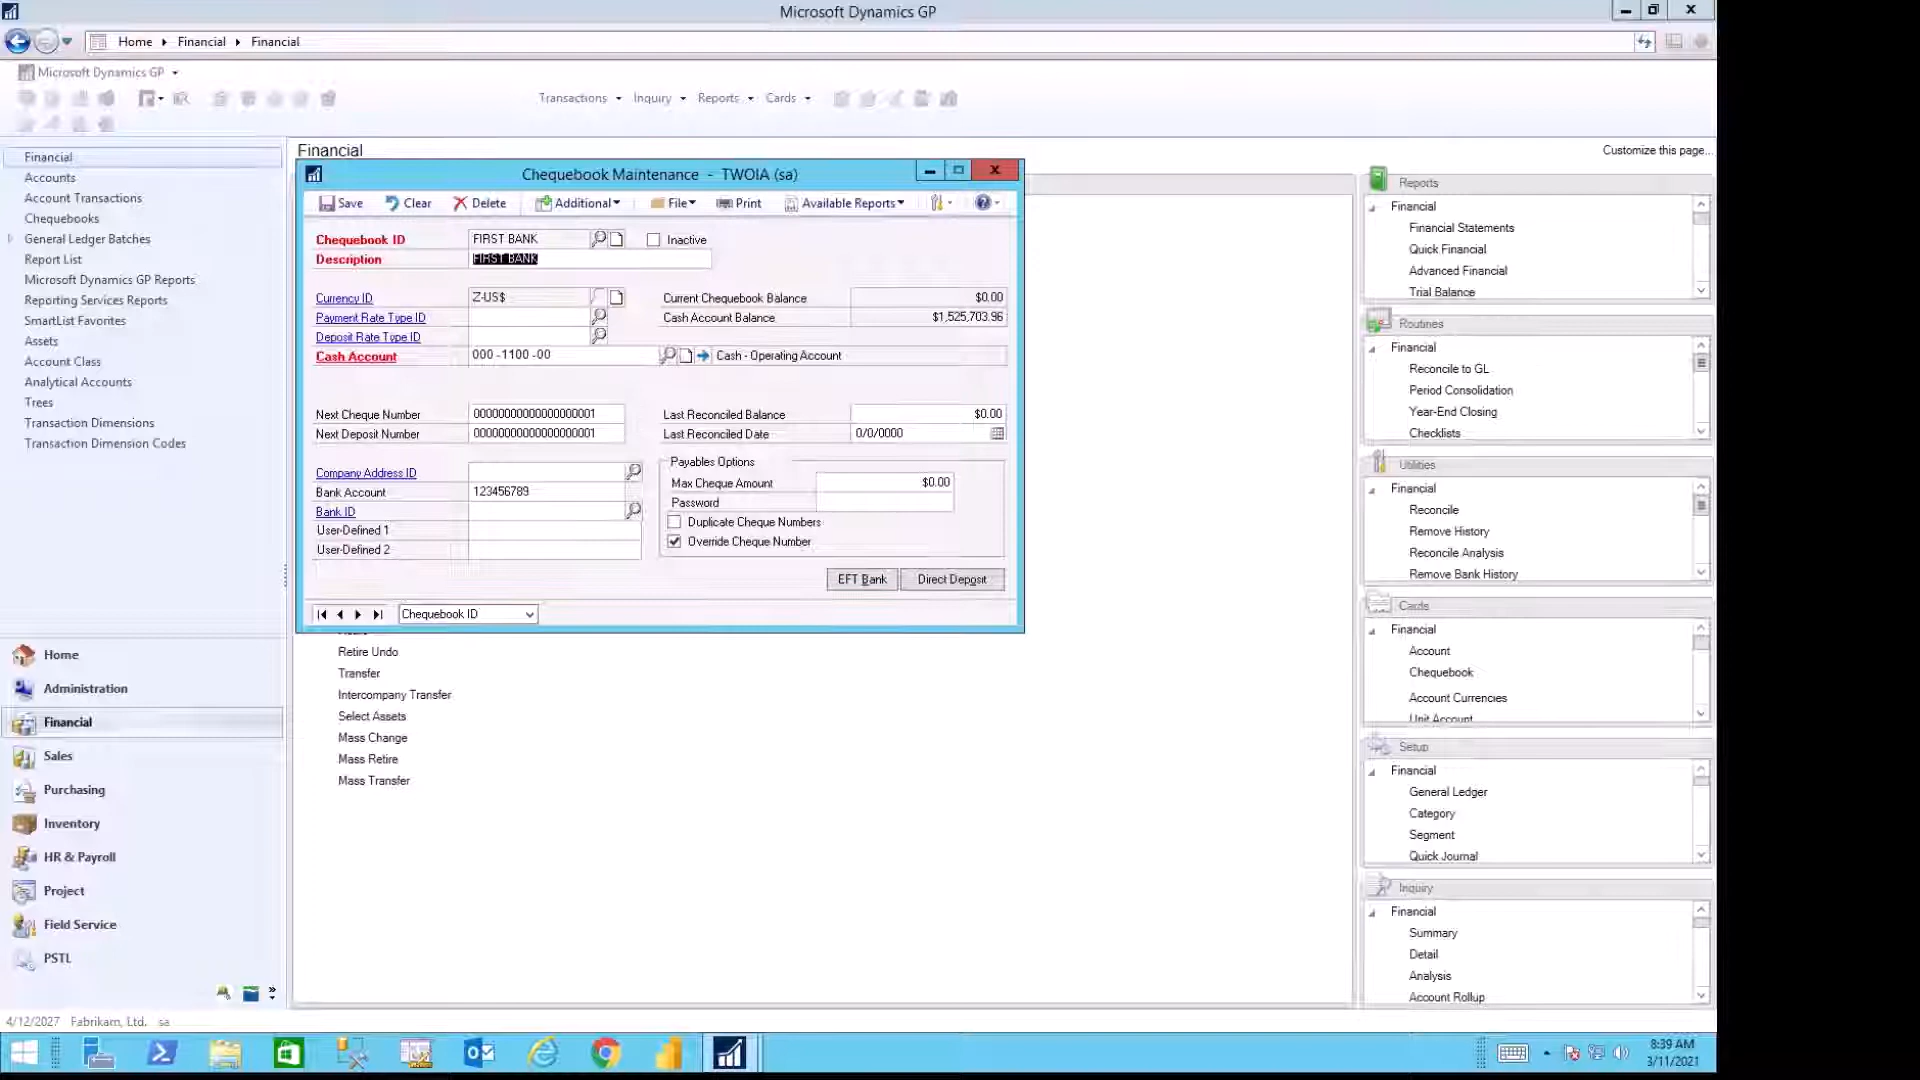 Microsoft Dynamics GP
Home Financial Financial
Microsoft Dynamics GP
Transactions Inquiry Reports Cards
Financial
Customize this page...
Financial
Accounts
Account Transactions
Chequebooks
General Ledger Batches
Report List
Microsoft Dynamics GP Reports
Reporting Services Reports
SmartList Favorites
Assets
Account Class
Analytical Accounts
Trees
Transaction Dimensions
Transaction Dimension Codes
Home
Administration
Financial
Sales
Purchasing
Inventory
HR & Payroll
Project
Field Service
PSTL
Chequebook Maintenance - TWOIA (sa)
Save Clear Delete Additional File Print Available Reports
Chequebook ID FIRST BANK Inactive
Description FIRST BANK
Currency ID Z-US$ Current Chequebook Balance $0.00
Payment Rate Type ID Cash Account Balance $1,525,703.96
Deposit Rate Type ID
Cash Account 000 -1100 -00 Cash - Operating Account
Next Cheque Number 00000000000000000001 Last Reconciled Balance $0.00
Next Deposit Number 00000000000000000001 Last Reconciled Date 0/0/0000
Payables Options
Company Address ID Max Cheque Amount $0.00
Bank Account 123456789 Password
Bank ID Duplicate Cheque Numbers
User-Defined 1 Override Cheque Number
User-Defined 2
EFT Bank Direct Deposit
Chequebook ID
Retire Undo
Transfer
Intercompany Transfer
Select Assets
Mass Change
Mass Retire
Mass Transfer
Reports
Financial
Financial Statements
Quick Financial
Advanced Financial
Trial Balance
Routines
Financial
Reconcile to GL
Period Consolidation
Year-End Closing
Checklists
Utilities
Financial
Reconcile
Remove History
Reconcile Analysis
Remove Bank History
Cards
Financial
Account
Chequebook
Account Currencies
Unit Account
Setup
Financial
General Ledger
Category
Segment
Quick Journal
Inquiry
Financial
Summary
Detail
Analysis
Account Rollup
4/12/2027 Fabrikam, Ltd. sa
8:39 AM
3/11/2021